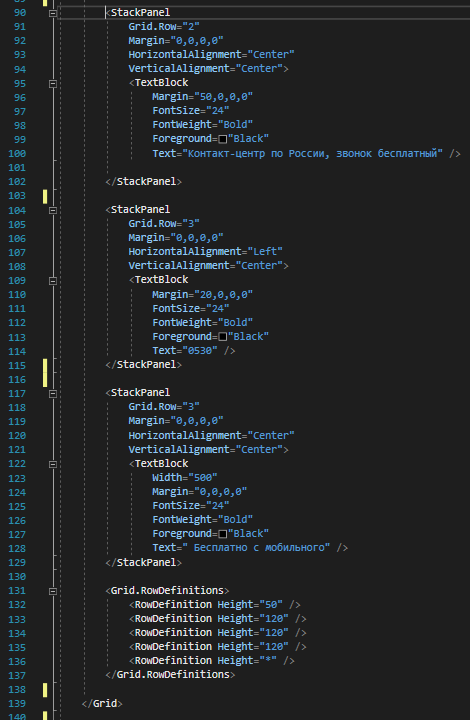 90 <StackPanel
91 Grid.Row="2"
92 Margin="0,0,0,0"
93 HorizontalAlignment="Center"
94 VerticalAlignment="Center">
95 <TextBlock
96 Margin="50,0,0,0"
97 FontSize="24"
98 FontWeight="Bold"
99 Foreground="Black"
100 Text="Контакт-центр по России, звонок бесплатный" />
101
102 </StackPanel>
103
104 <StackPanel
105 Grid.Row="3"
106 Margin="0,0,0,0"
107 HorizontalAlignment="Left"
108 VerticalAlignment="Center">
109 <TextBlock
110 Margin="20,0,0,0"
111 FontSize="24"
112 FontWeight="Bold"
113 Foreground="Black"
114 Text="0530" />
115 </StackPanel>
116
117 <StackPanel
118 Grid.Row="3"
119 Margin="0,0,0,0"
120 HorizontalAlignment="Center"
121 VerticalAlignment="Center">
122 <TextBlock
123 Width="500"
124 Margin="0,0,0,0"
125 FontSize="24"
126 FontWeight="Bold"
127 Foreground="Black"
128 Text=" Бесплатно с мобильного" />
129 </StackPanel>
130
131 <Grid.RowDefinitions>
132 <RowDefinition Height="50" />
133 <RowDefinition Height="120" />
134 <RowDefinition Height="120" />
135 <RowDefinition Height="120" />
136 <RowDefinition Height="*" />
137 </Grid.RowDefinitions>
138
139 </Grid>
140